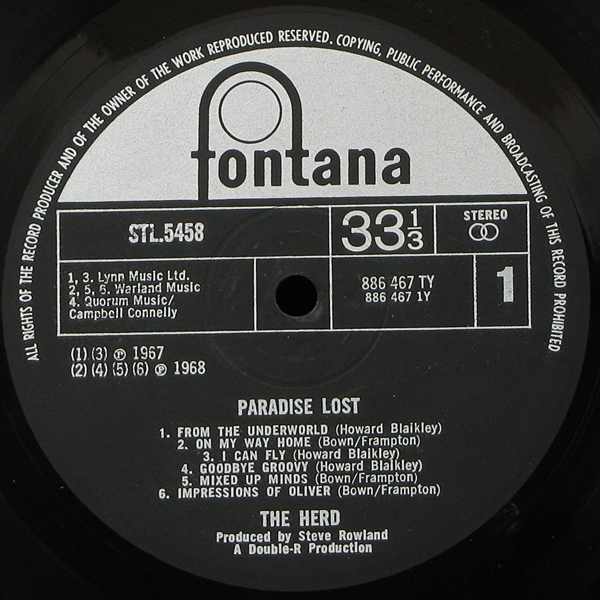 ALL RIGHTS OF THE RECORD PRODUCER AND OF THE OWNER OF THE WORK REPRODUCED RESERVED. COPYING, PUBLIC PERFORMANCE AND BROADCASTING OF THIS RECORD PROHIBITED
fontana
STL.5458
33 1/3
STEREO
1, 3. Lynn Music Ltd.
2, 5, 6. Warland Music
4. Quorum Music/
Campbell Connelly
886 467 TY
886 467 1Y
1
(1) (3) ℗ 1967
(2) (4) (5) (6) ℗ 1968
PARADISE LOST
1. FROM THE UNDERWORLD (Howard Blaikley)
2. ON MY WAY HOME (Bown/Frampton)
3. I CAN FLY (Howard Blaikley)
4. GOODBYE GROOVY (Howard Blaikley)
5. MIXED UP MINDS (Bown/Frampton)
6. IMPRESSIONS OF OLIVER (Bown/Frampton)
THE HERD
Produced by Steve Rowland
A Double-R Production